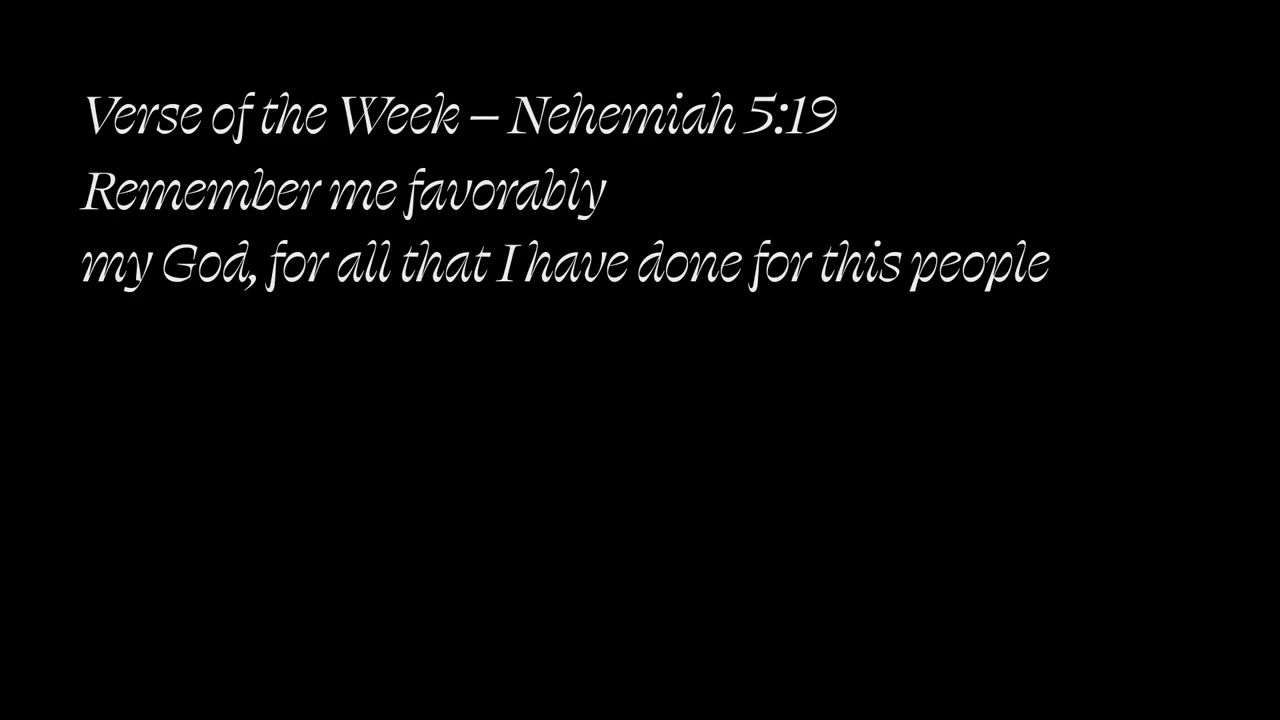 Verse of the Week – Nehemiah 5:19
Remember me favorably
my God, for all that I have done for this people